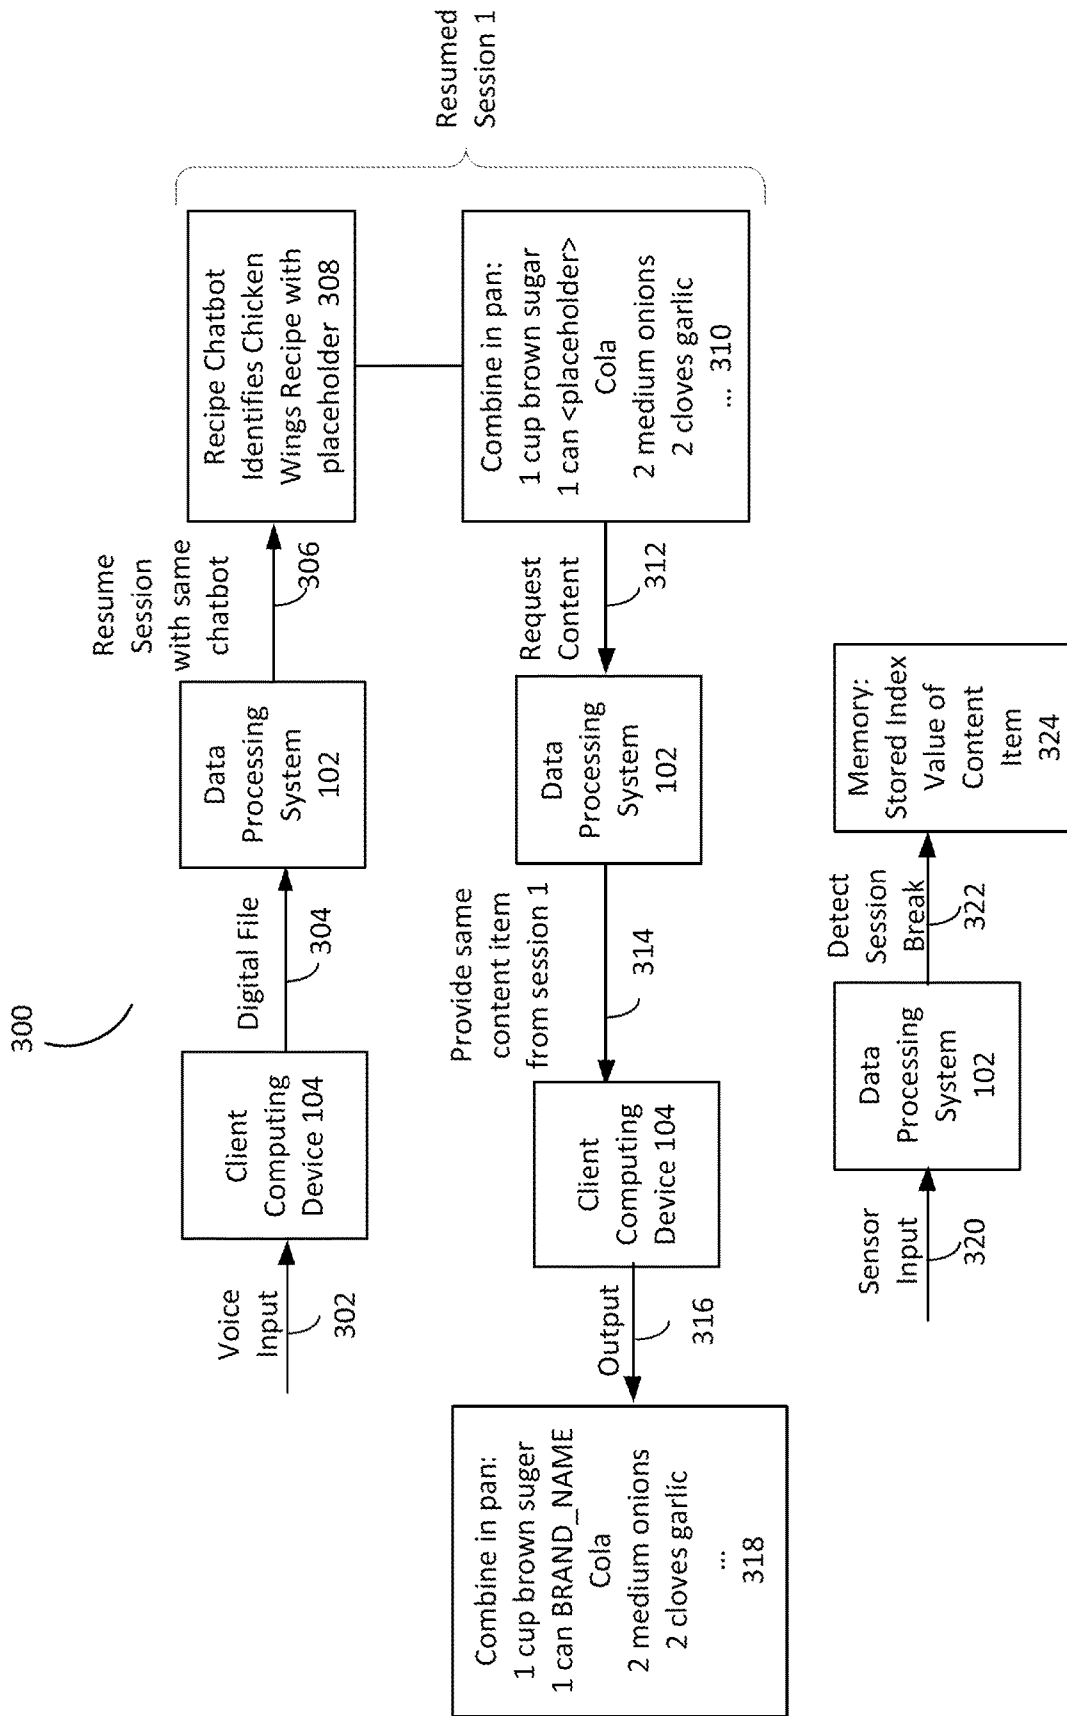 300
Voice
Input
302
Client
Computing
Device 104
Digital File
304
Data
Processing
System
102
Resume
Session
with same
chatbot
306
Recipe Chatbot
Identifies Chicken
Wings Recipe with
placeholder 308
Resumed
Session 1
Combine in pan:
1 cup brown sugar
1 can <placeholder>
Cola
2 medium onions
2 cloves garlic
... 310
Request
Content
312
Data
Processing
System
102
Provide same
content item
from session 1
314
Client
Computing
Device 104
Output
316
Combine in pan:
1 cup brown suger
1 can BRAND_NAME
Cola
2 medium onions
2 cloves garlic
...
318
Sensor
Input
320
Data
Processing
System
102
Detect
Session
Break
322
Memory:
Stored Index
Value of
Content
Item
324